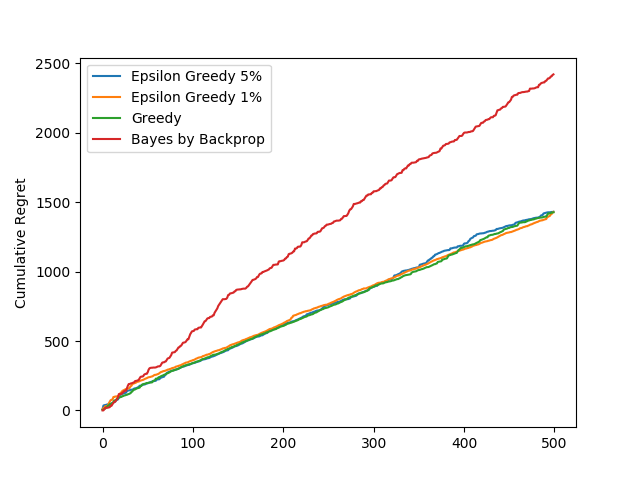 2500
2000
1500
1000
500
0
Cumulative Regret
Epsilon Greedy 5%
Epsilon Greedy 1%
Greedy
Bayes by Backprop
0
100
200
300
400
500